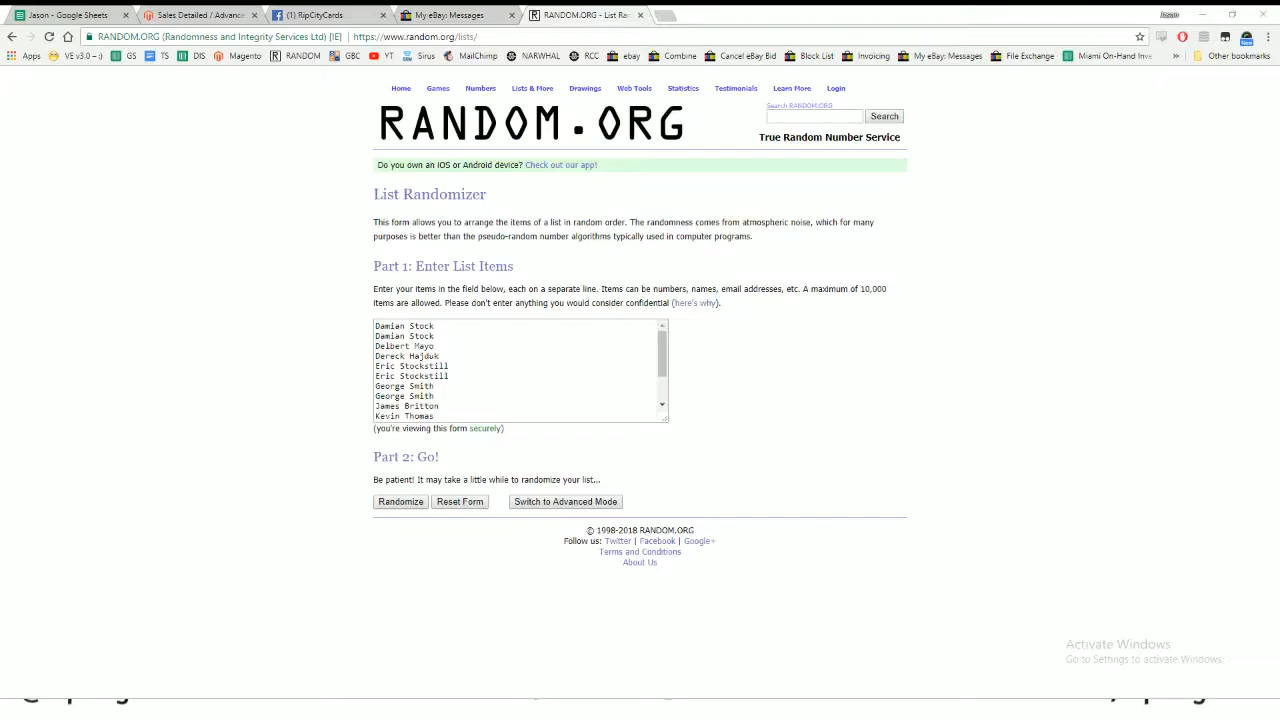 Jason - Google Sheets
Sales Detailed / Advance
(1) RipCityCards
My eBay: Messages
RANDOM.ORG - List Ran
Jason
RANDOM.ORG (Randomness and Integrity Services Ltd) [IE] | https://www.random.org/lists/
Apps VE v3.0 -- :) GS TS DIS Magento RANDOM GBC YT Sirus MailChimp NARWHAL RCC ebay Combine Cancel eBay Bid Block List Invoicing My eBay: Messages File Exchange Miami On-Hand Inve » Other bookmarks
Home Games Numbers Lists & More Drawings Web Tools Statistics Testimonials Learn More Login
RANDOM.ORG
Search RANDOM.ORG
Search
True Random Number Service
Do you own an iOS or Android device? Check out our app!
List Randomizer
This form allows you to arrange the items of a list in random order. The randomness comes from atmospheric noise, which for many
purposes is better than the pseudo-random number algorithms typically used in computer programs.
Part 1: Enter List Items
Enter your items in the field below, each on a separate line. Items can be numbers, names, email addresses, etc. A maximum of 10,000
items are allowed. Please don't enter anything you would consider confidential (here's why).
Damian Stock
Damian Stock
Delbert Mayo
Dereck Hajduk
Eric Stockstill
Eric Stockstill
George Smith
George Smith
James Britton
Kevin Thomas
(you're viewing this form securely)
Part 2: Go!
Be patient! It may take a little while to randomize your list...
Randomize Reset Form Switch to Advanced Mode
© 1998-2018 RANDOM.ORG
Follow us: Twitter | Facebook | Google+
Terms and Conditions
About Us
Activate Windows
Go to Settings to activate Windows.